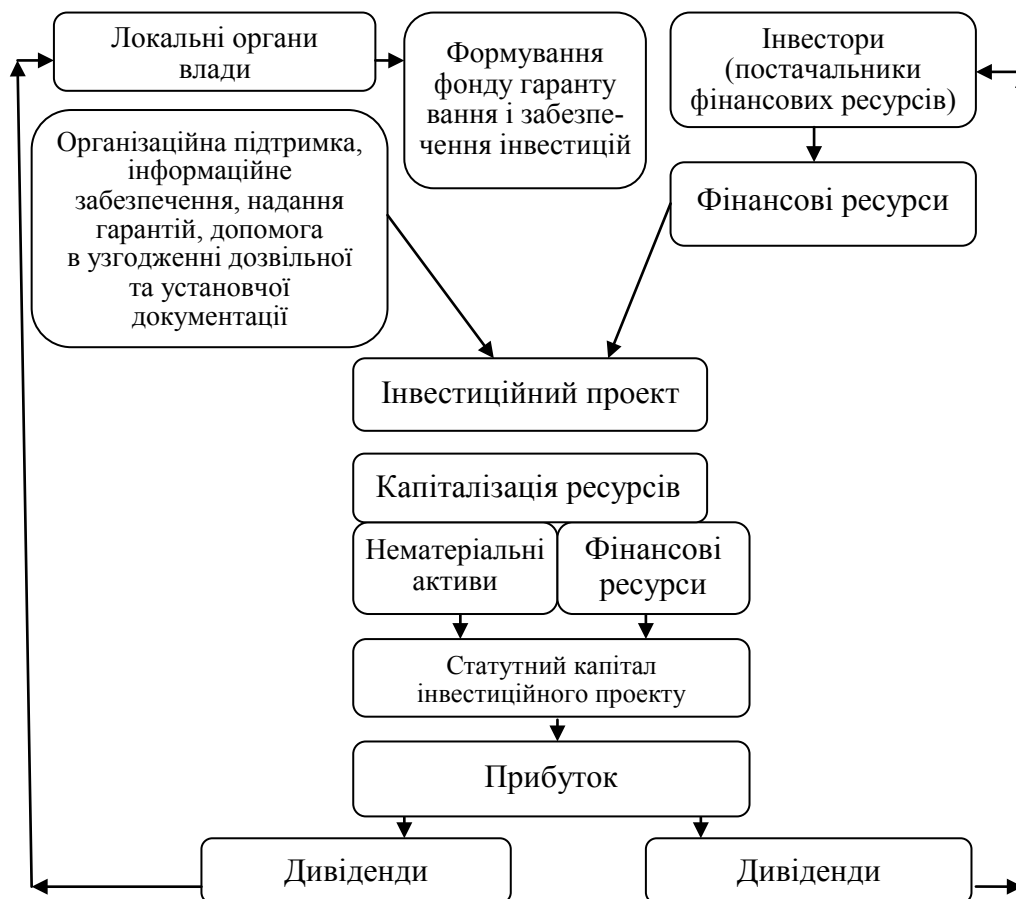 Локальні органи
влади
Формування
фонду гаранту
вання і забезпе-
чення інвестицій
Інвестори
(постачальники
фінансових ресурсів)
Організаційна підтримка,
інформаційне
забезпечення, надання
гарантій, допомога
в узгодженні дозвільної
та установчої
документації
Фінансові ресурси
Інвестиційний проект
Капіталізація ресурсів
Нематеріальні
активи
Фінансові
ресурси
Статутний капітал
інвестиційного проекту
Прибуток
Дивіденди
Дивіденди